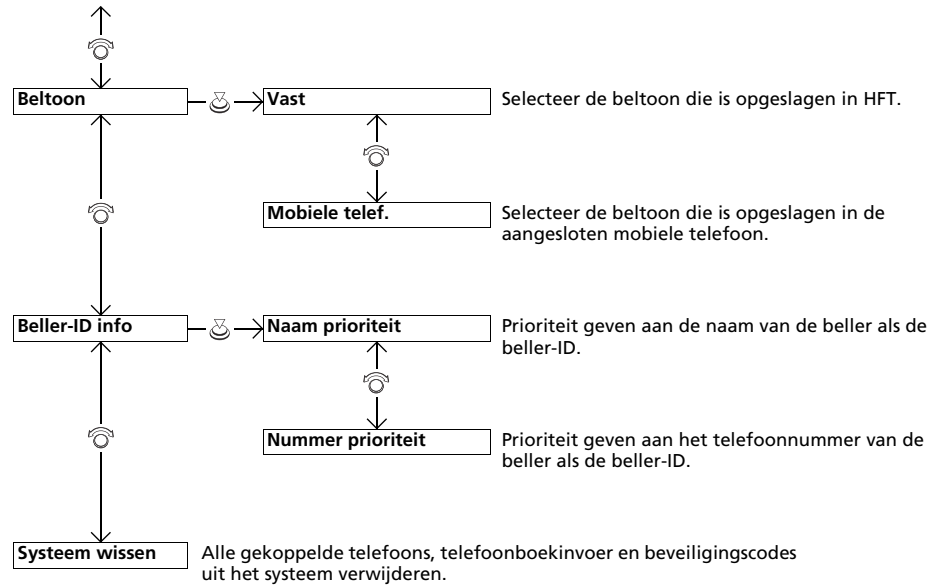 Beltoon
Vast
Selecteer de beltoon die is opgeslagen in HFT.
Mobiele telef.
Selecteer de beltoon die is opgeslagen in de
aangesloten mobiele telefoon.
Beller-ID info
Naam prioriteit
Prioriteit geven aan de naam van de beller als de
beller-ID.
Nummer prioriteit
Prioriteit geven aan het telefoonnummer van de
beller als de beller-ID.
Systeem wissen
Alle gekoppelde telefoons, telefoonboekinvoer en beveiligingscodes
uit het systeem verwijderen.